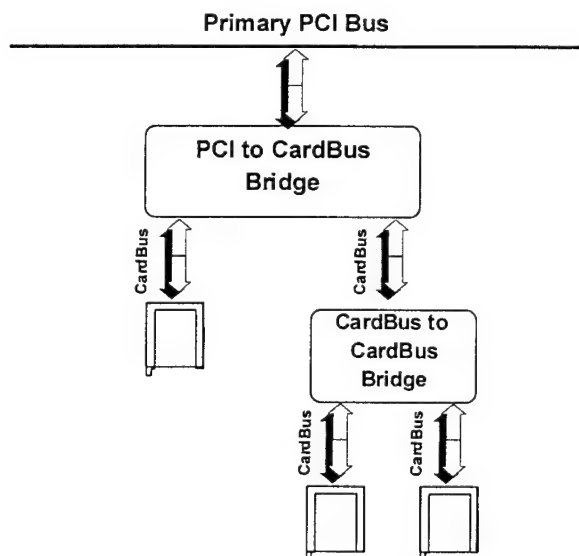 Primary PCI Bus
PCI to CardBus
Bridge
CardBus
CardBus
CardBus to
CardBus
Bridge
CardBus
CardBus